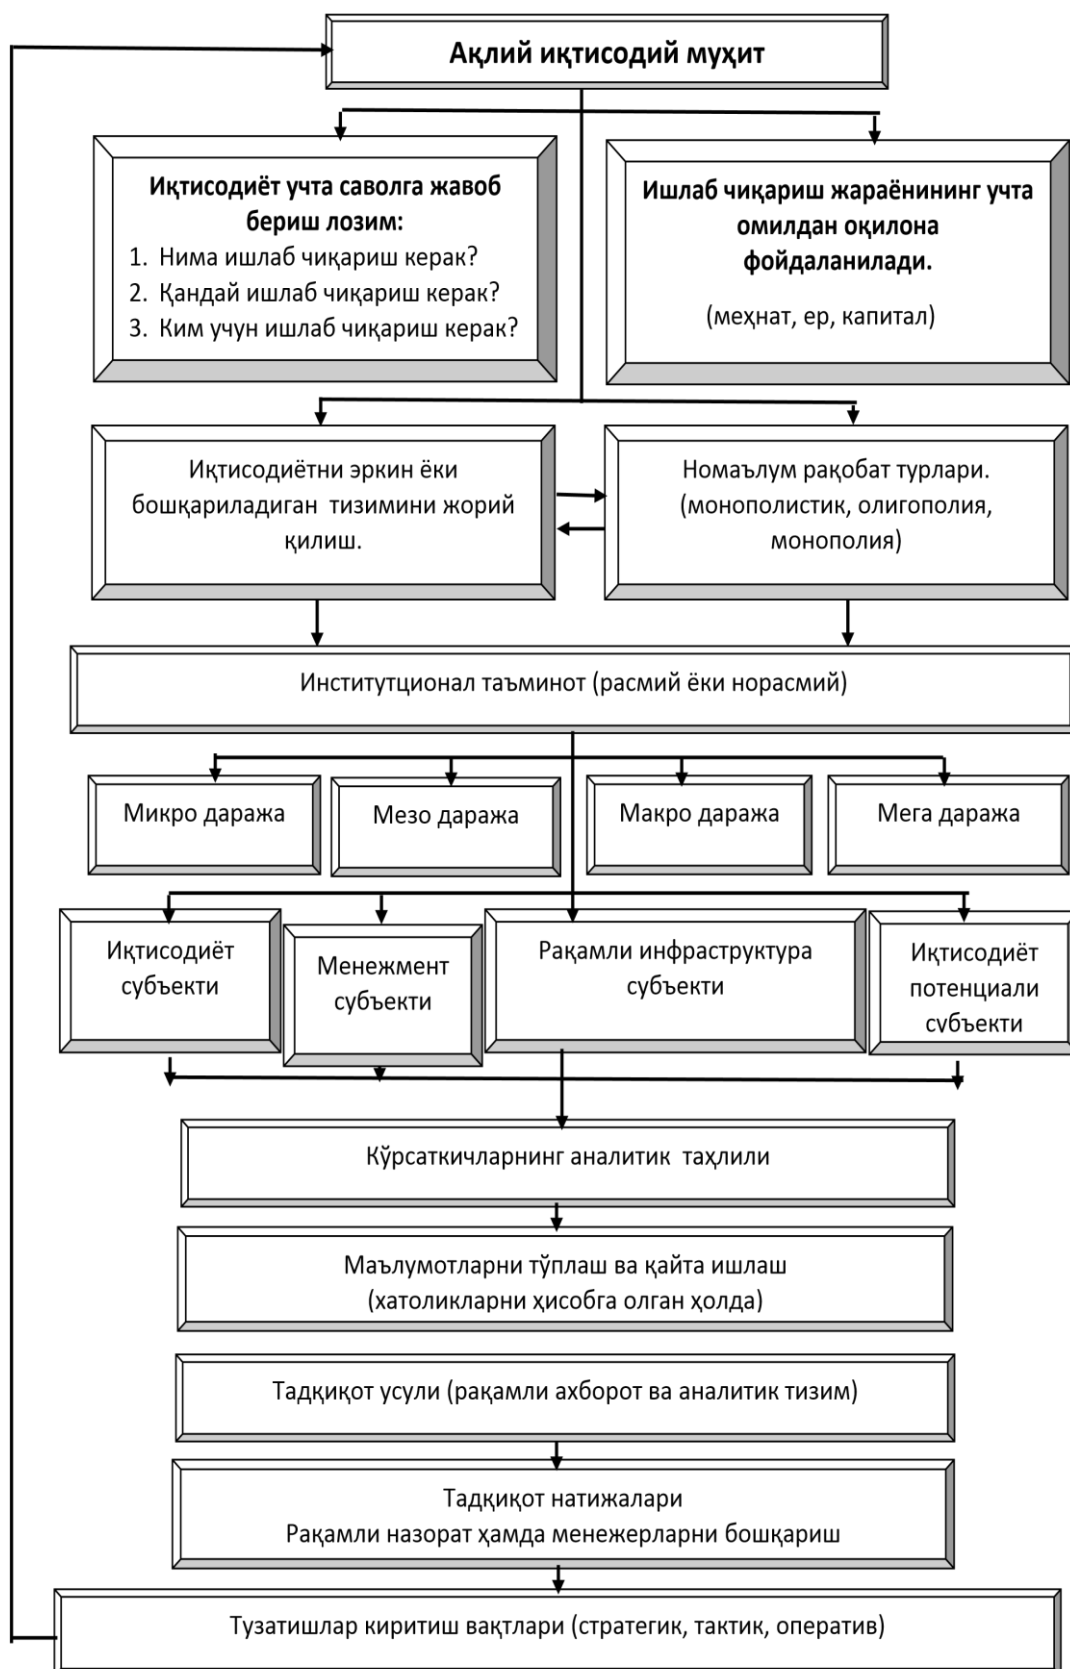 Ақлий иқтисодий муҳит
Иқтисодиёт учта саволга жавоб
бериш лозим:
1. Нима ишлаб чиқариш керак?
2. Қандай ишлаб чиқариш керак?
3. Ким учун ишлаб чиқариш керак?
Ишлаб чиқариш жараёнининг учта
омилдан оқилона
фойдаланилади.
(меҳнат, ер, капитал)
Иқтисодиётни эркин ёки
бошқариладиган тизимини жорий
қилиш.
Номаълум рақобат турлари.
(монополистик, олигополия,
монополия)
Институтционал таъминот (расмий ёки норасмий)
Микро даража
Мезо даража
Макро даража
Мега даража
Иқтисодиёт
субъекти
Менежмент
субъекти
Рақамли инфраструктура
субъекти
Иқтисодиёт
потенциали
субъекти
Кўрсаткичларнинг аналитик таҳлили
Маълумотларни тўплаш ва қайта ишлаш
(хатоликларни ҳисобга олган ҳолда)
Тадқиқот усули (рақамли ахборот ва аналитик тизим)
Тадқиқот натижалари
Рақамли назорат ҳамда менежерларни бошқариш
Тузатишлар киритиш вақтлари (стратегик, тактик, оператив)